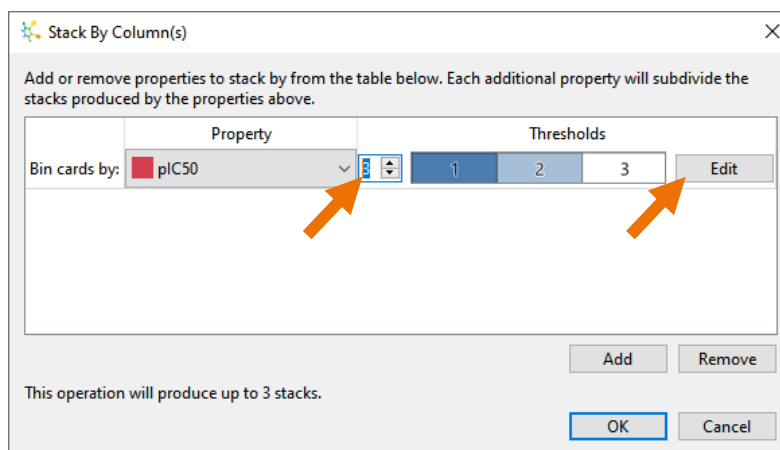 Stack By Column(s)
Add or remove properties to stack by from the table below. Each additional property will subdivide the
stacks produced by the properties above.
Property Thresholds
Bin cards by: pIC50 3 1 2 3 Edit
Add Remove
This operation will produce up to 3 stacks.
OK Cancel